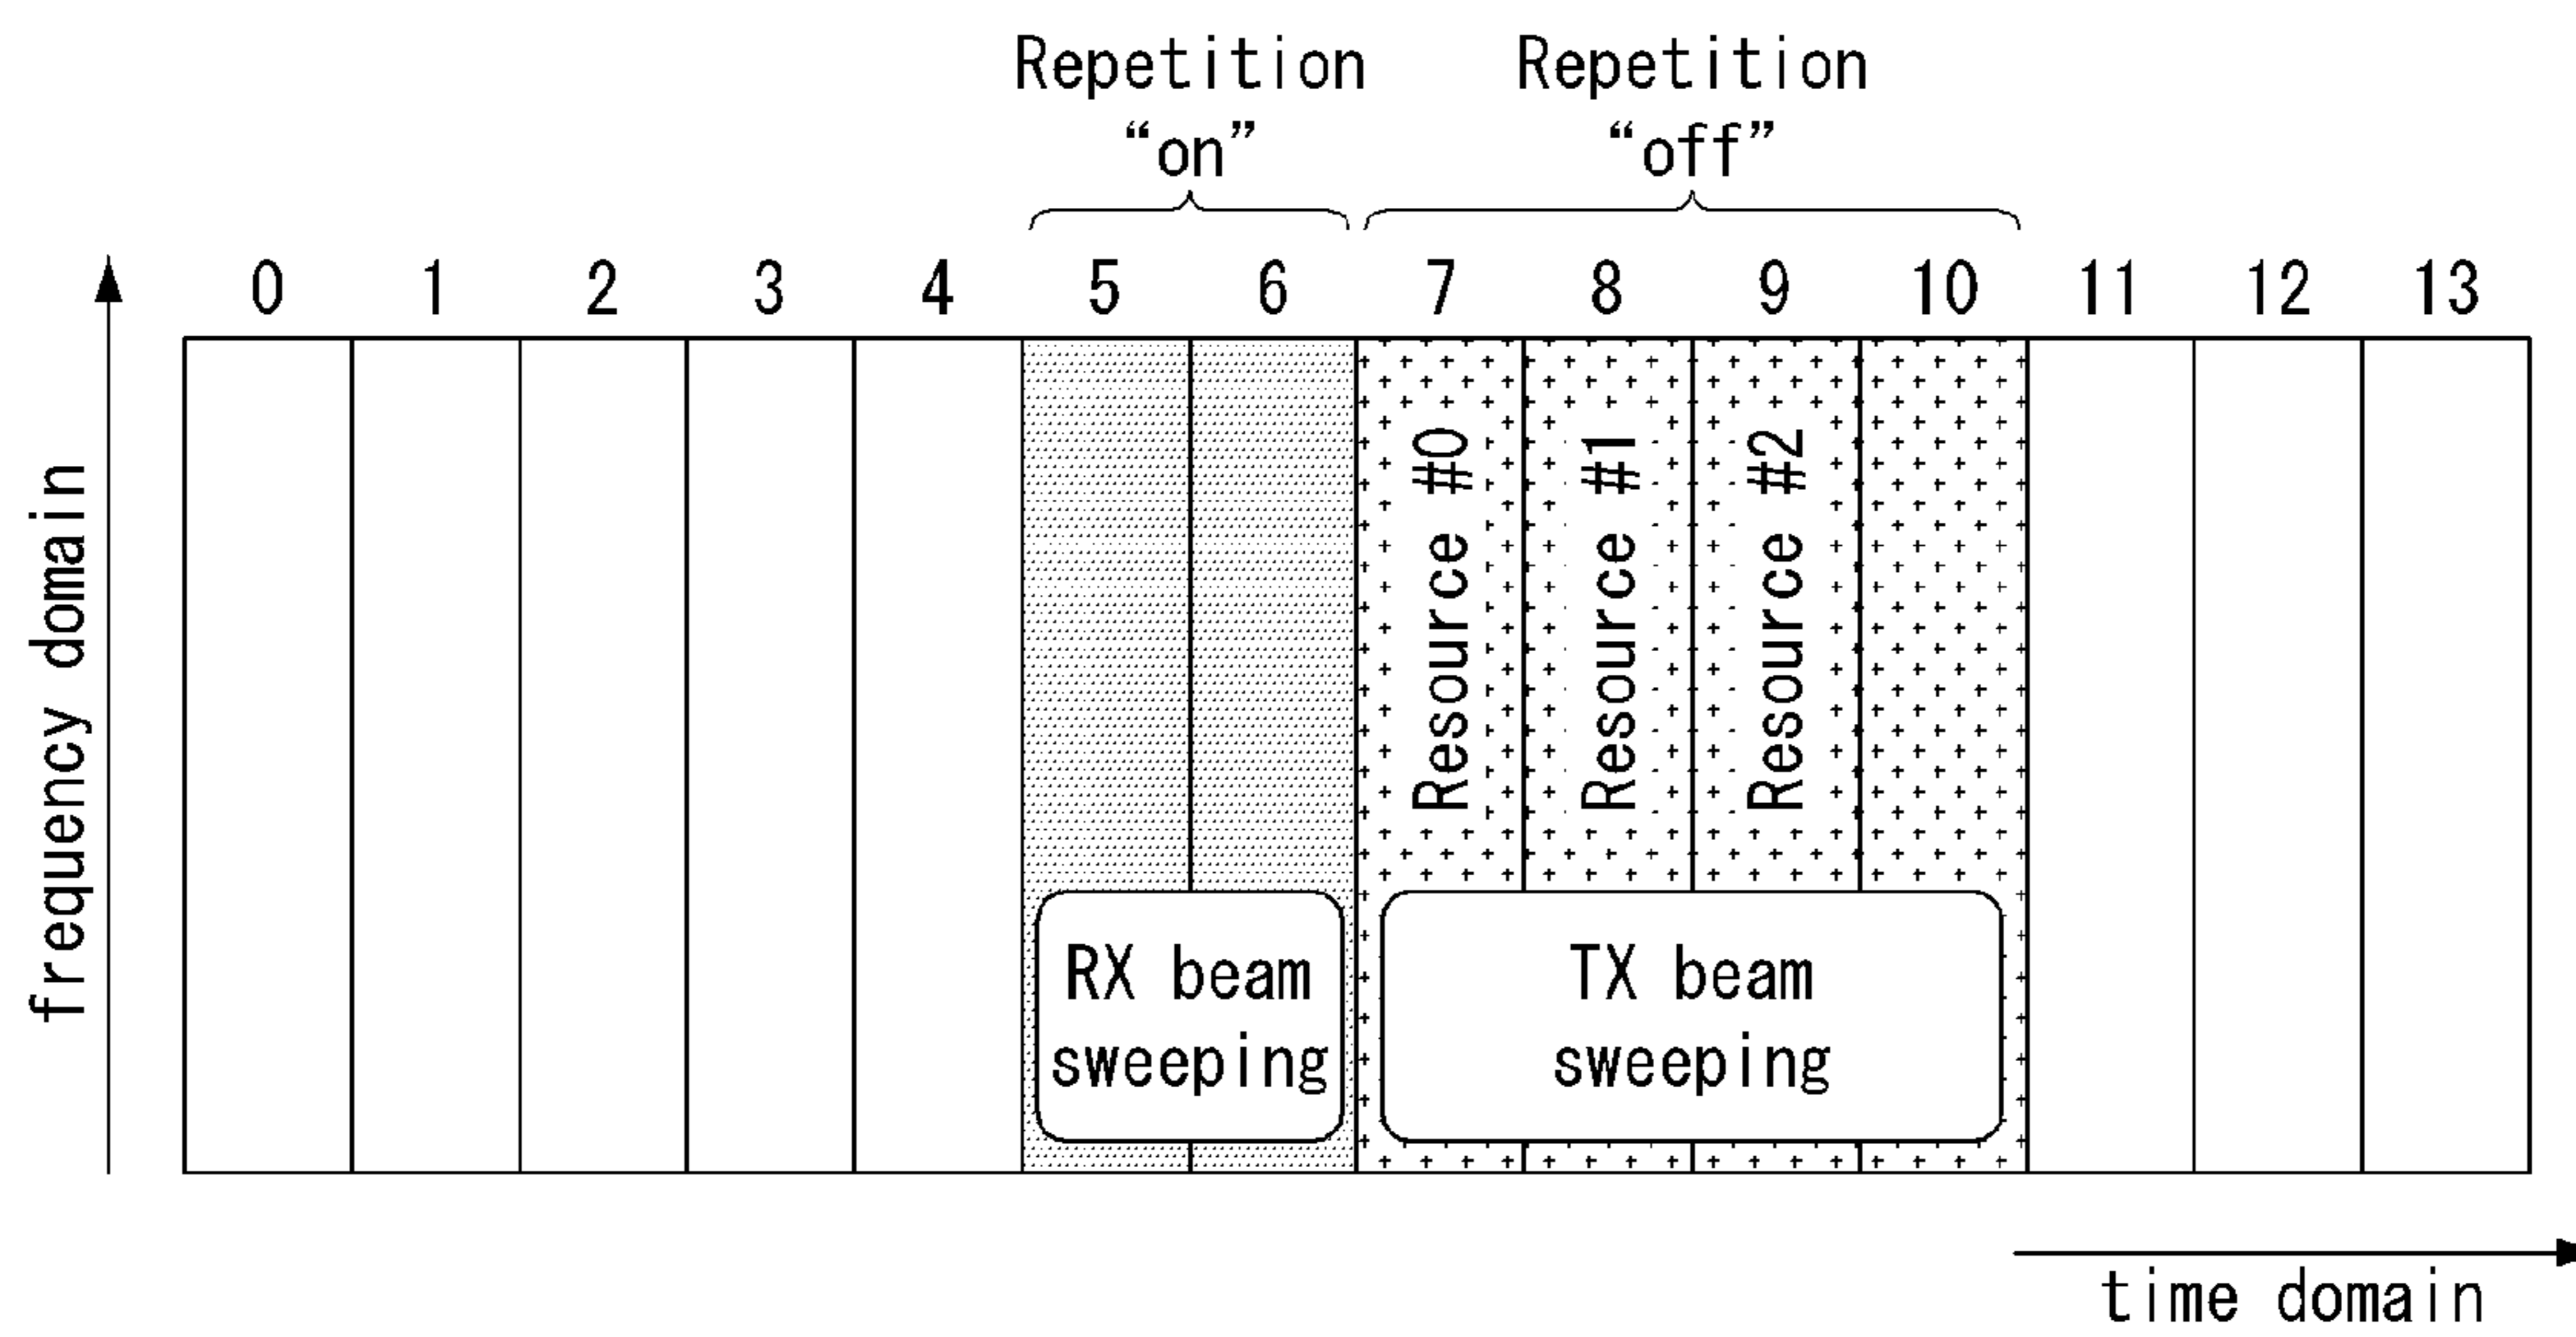 Repetition
“on”
Repetition
“off”
0 1 2 3 4 5 6 7 8 9 10 11 12 13
frequency domain
Resource #0
Resource #1
Resource #2
RX beam
sweeping
TX beam
sweeping
time domain